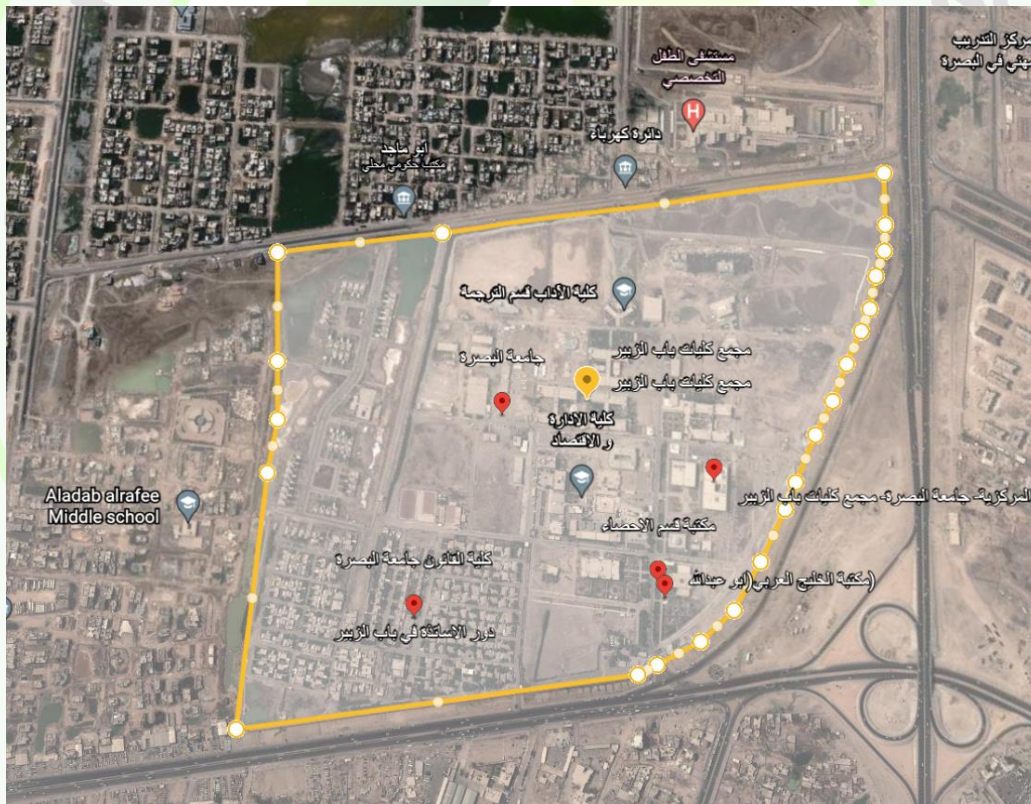 مركز التدريب
مهني في البصرة
مستشفى الطفل
التخصصي
دائرة كهرباء
ابو ماجد
مكتب حكومي محلي
كلية الآداب قسم الترجمة
جامعة البصرة
مجمع كليات باب الزبير
مجمع كليات باب الزبير
كلية الادارة
و الاقتصاد
Aladab alrafee
Middle school
المركزية- جامعة البصرة- مجمع كليات باب الزبير
مكتبة قسم الاحصاء
كلية القانون جامعة البصرة
(مكتبة الخليج العربي(ابر عبدالله
دور الاساتذة في باب الزبير